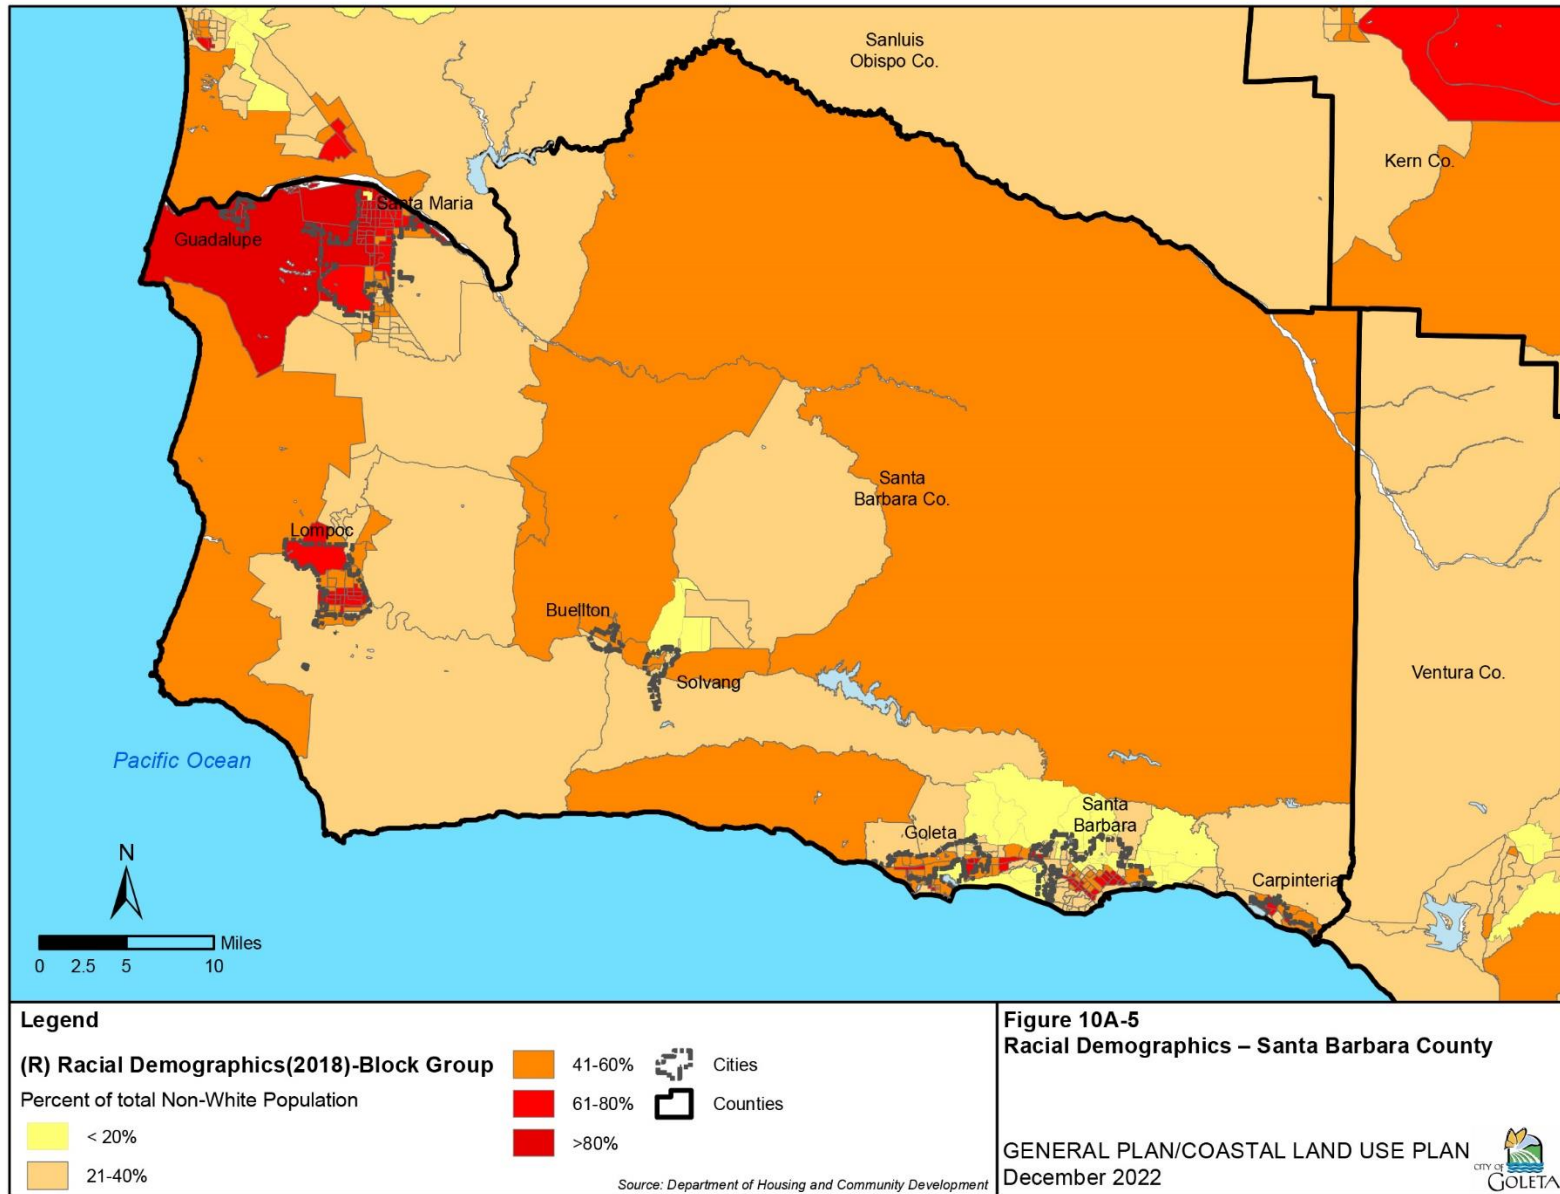 Sanluis
Obispo Co.
Kern Co.
Santa Maria
Guadalupe
Santa
Barbara Co.
Lompoc
Buellton
Solvang
Ventura Co.
Pacific Ocean
Santa
Barbara
Goleta
Carpinteria
N
Miles
0 2.5 5 10
Legend
(R) Racial Demographics(2018)-Block Group
Percent of total Non-White Population
< 20%
21-40%
41-60%
61-80%
>80%
Cities
Counties
Source: Department of Housing and Community Development
Figure 10A-5
Racial Demographics – Santa Barbara County
GENERAL PLAN/COASTAL LAND USE PLAN
December 2022
CITY OF
GOLETA